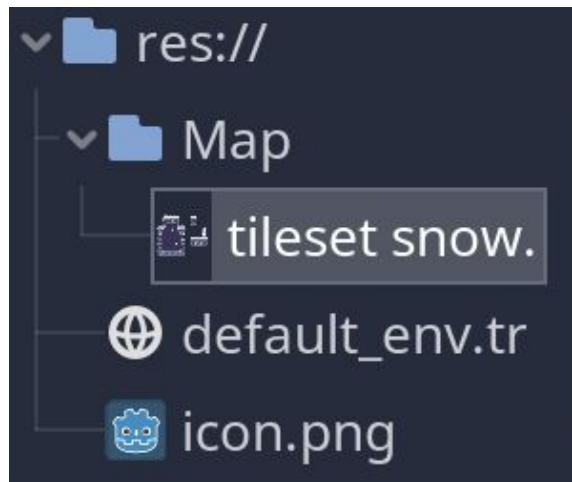 res://
Map
tileset snow.
default_env.tr
icon.png